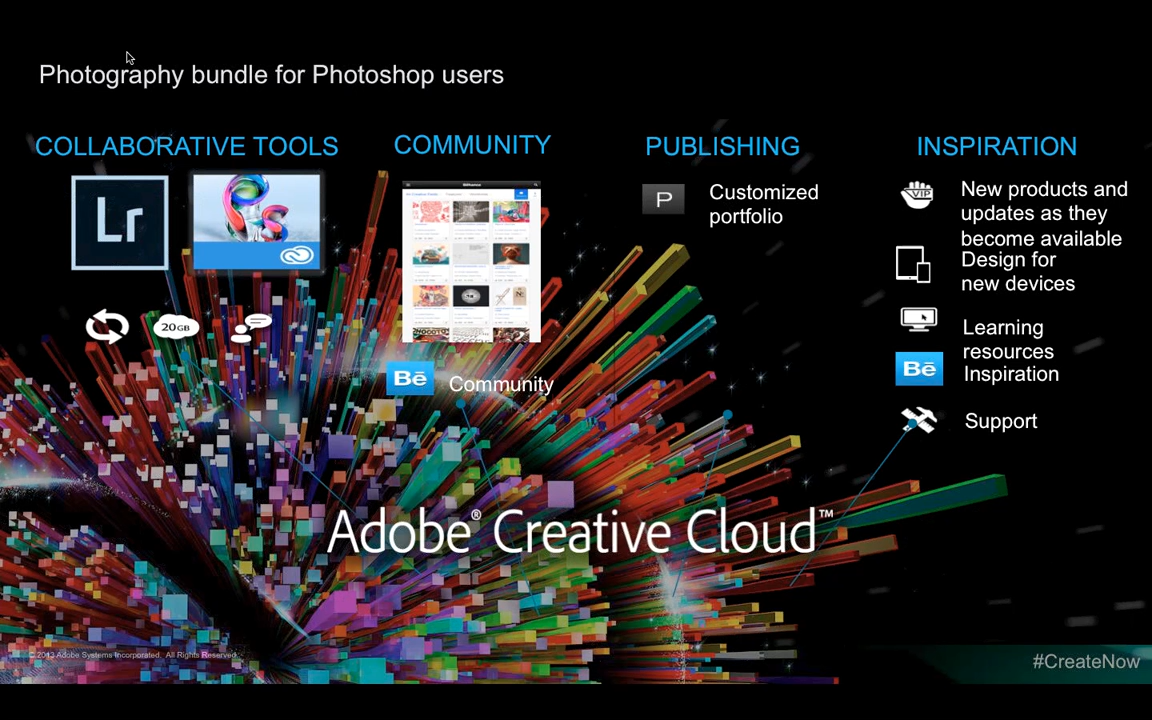 Photography bundle for Photoshop users
COLLABORATIVE TOOLS
Lr
20GB
COMMUNITY
Bē
Community
PUBLISHING
P
Customized
portfolio
INSPIRATION
VIP
New products and
updates as they
become available
Design for
new devices
Learning
resources
Bē
Inspiration
Support
Adobe® Creative Cloud™
© 2013 Adobe Systems Incorporated. All Rights Reserved.
#CreateNow